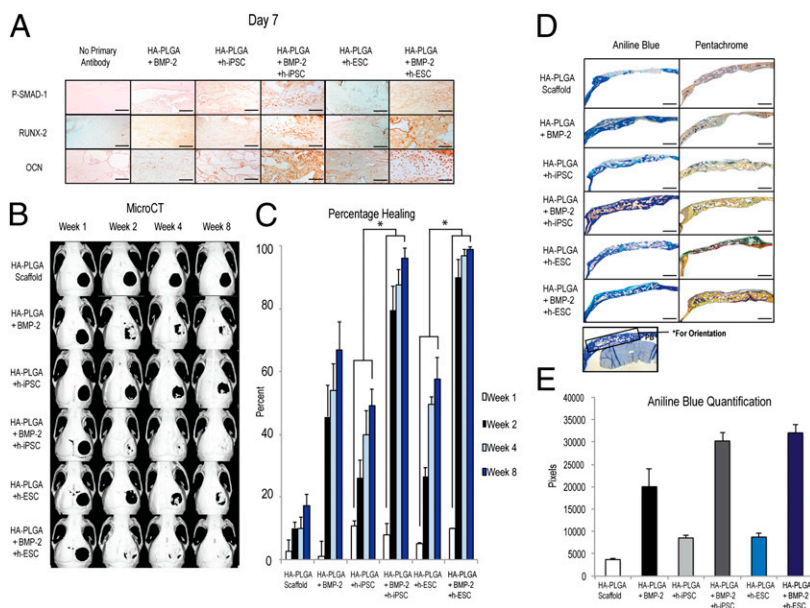 A
Day 7
No Primary
Antibody
HA-PLGA
+ BMP-2
HA-PLGA
+h-iPSC
HA-PLGA
+ BMP-2
+h-iPSC
HA-PLGA
+h-ESC
HA-PLGA
+ BMP-2
+h-ESC
P-SMAD-1
RUNX-2
OCN
B
MicroCT
Week 1
Week 2
Week 4
Week 8
HA-PLGA
Scaffold
HA-PLGA
+ BMP-2
HA-PLGA
+h-iPSC
HA-PLGA
+ BMP-2
+h-iPSC
HA-PLGA
+h-ESC
HA-PLGA
+ BMP-2
+h-ESC
C
Percentage Healing
Percent
100
80
60
40
20
0
*
*
Week 1
Week 2
Week 4
Week 8
HA-PLGA
Scaffold
HA-PLGA
+ BMP-2
HA-PLGA
+h-iPSC
HA-PLGA
+ BMP-2
+h-iPSC
HA-PLGA
+h-ESC
HA-PLGA
+ BMP-2
+h-ESC
D
Aniline Blue
Pentachrome
HA-PLGA
Scaffold
HA-PLGA
+ BMP-2
HA-PLGA
+h-iPSC
HA-PLGA
+ BMP-2
+h-iPSC
HA-PLGA
+h-ESC
HA-PLGA
+ BMP-2
+h-ESC
*For Orientation
PB
E
Aniline Blue Quantification
Pixels
40000
35000
30000
25000
20000
15000
10000
5000
0
HA-PLGA
Scaffold
HA-PLGA
+ BMP-2
HA-PLGA
+h-iPSC
HA-PLGA
+ BMP-2
+h-iPSC
HA-PLGA
+h-ESC
HA-PLGA
+ BMP-2
+h-ESC